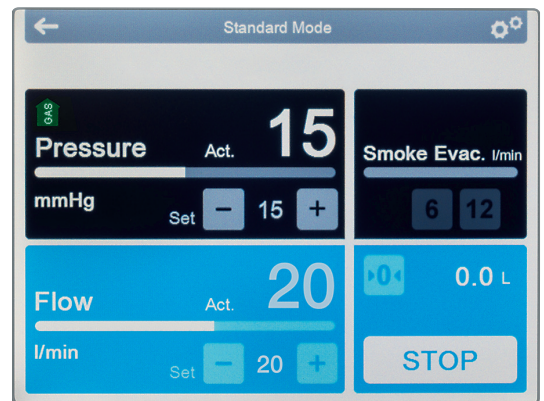 Standard Mode
GAS
Pressure
Act.
15
mmHg
Set
−
15
+
Smoke Evac. l/min
6
12
Flow
Act.
20
l/min
Set
−
20
+
0
0.0 L
STOP